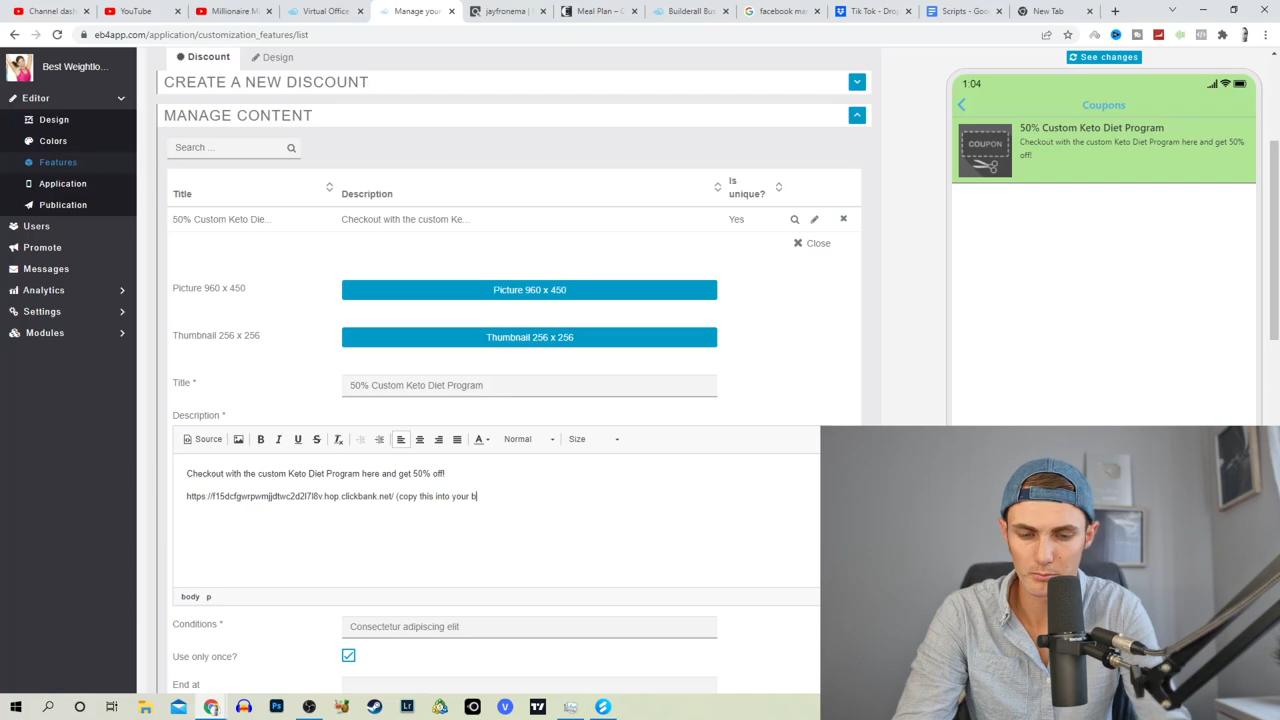 Channel dash
YouTube
Millionaire M
Virtual Office
Manage your
jayfronema |
Meal Plan –
Builderall Bus
facebook m
Tik Tok - Drop
Scripts - Goo
New Tab
eb4app.com/application/customization_features/list
Best Weightlo...
Editor
Design
Colors
Features
Application
Publication
Users
Promote
Messages
Analytics
Settings
Modules
Discount
Design
CREATE A NEW DISCOUNT
MANAGE CONTENT
Search ...
Title
Description
Is
unique?
50% Custom Keto Die...
Checkout with the custom Ke...
Yes
Close
Picture 960 x 450
Picture 960 x 450
Thumbnail 256 x 256
Thumbnail 256 x 256
Title *
50% Custom Keto Diet Program
Description *
Source
Normal
Size
Checkout with the custom Keto Diet Program here and get 50% off!
(copy this into your b
body p
Conditions *
Consectetur adipiscing elit
Use only once?
End at
See changes
1:04
Coupons
COUPON
50% Custom Keto Diet Program
Checkout with the custom Keto Diet Program here and get 50%
off!